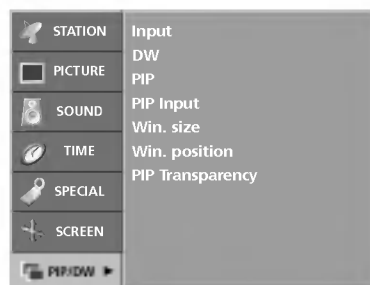 STATION
PICTURE
SOUND
TIME
SPECIAL
SCREEN
PIP/DW
Input
DW
PIP
PIP Input
Win. size
Win. position
PIP Transparency